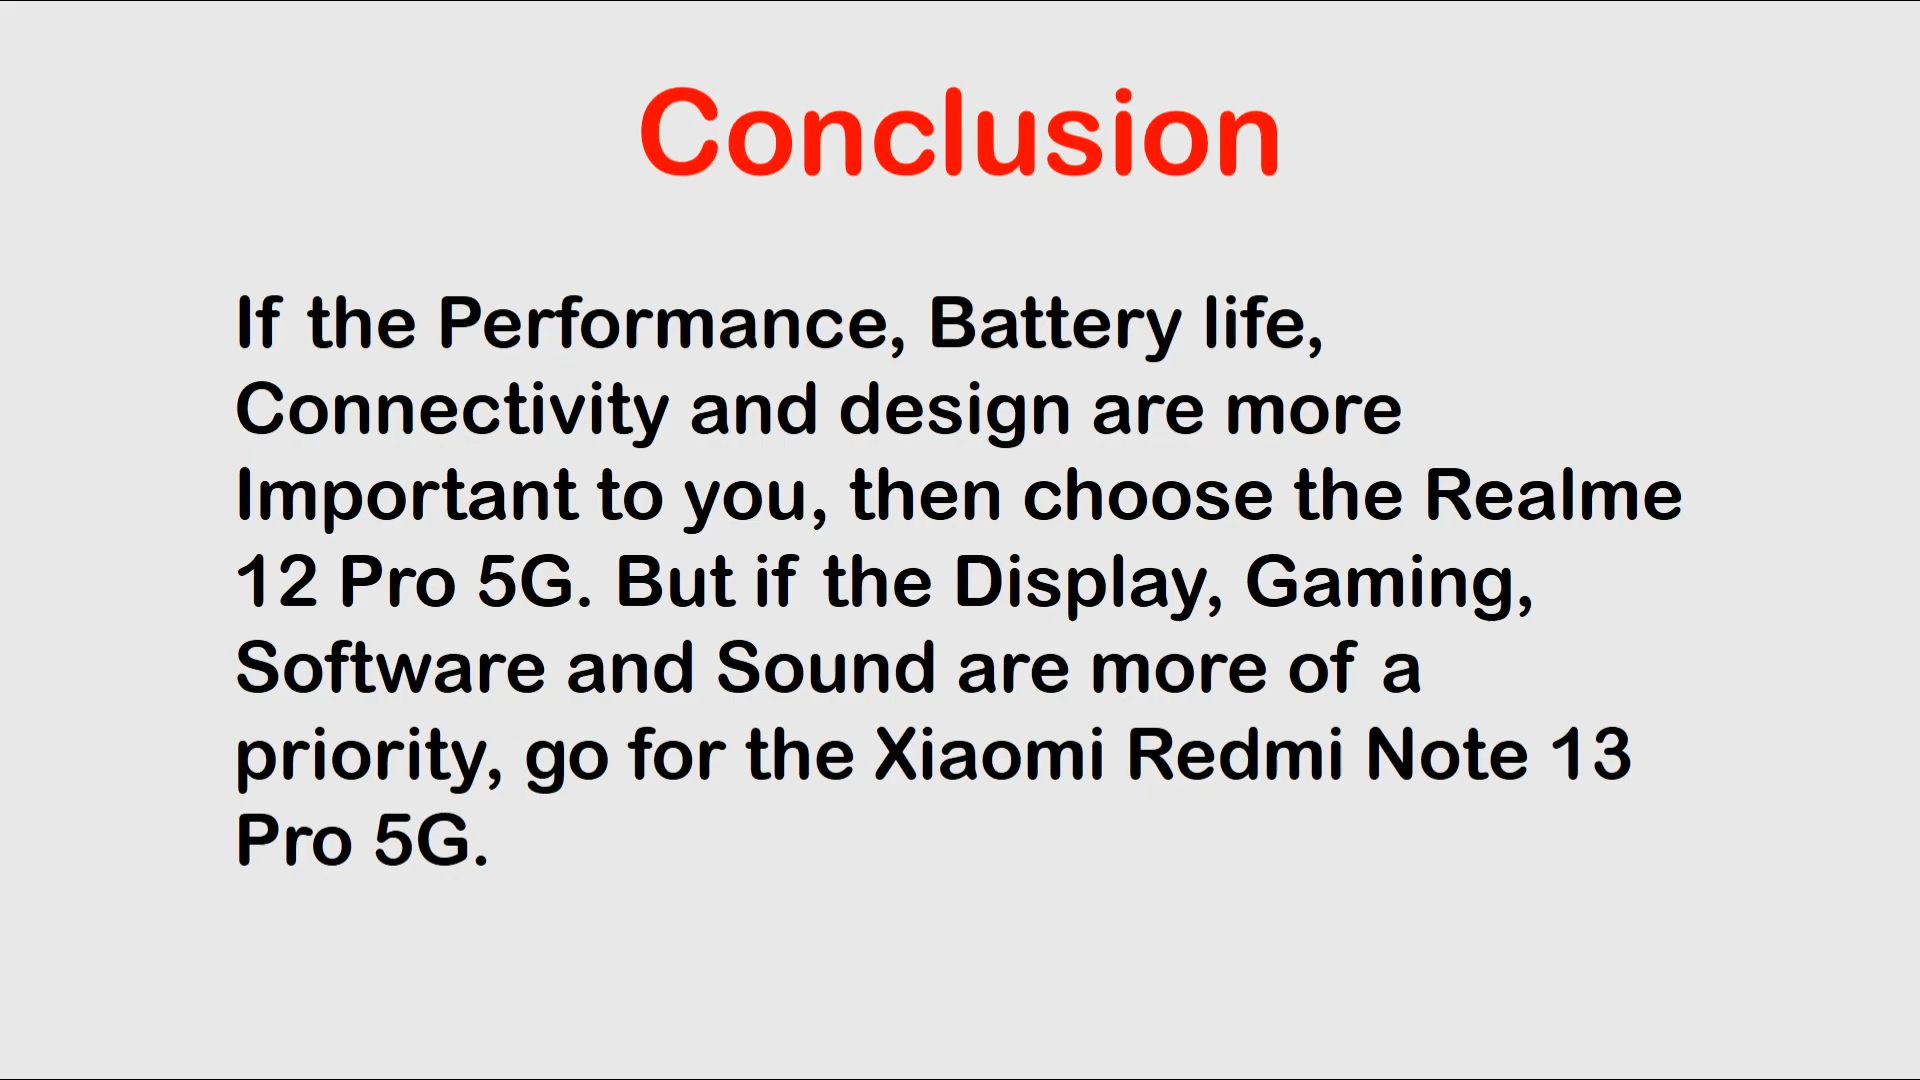 Conclusion
If the Performance, Battery life,
Connectivity and design are more
Important to you, then choose the Realme
12 Pro 5G. But if the Display, Gaming,
Software and Sound are more of a
priority, go for the Xiaomi Redmi Note 13
Pro 5G.